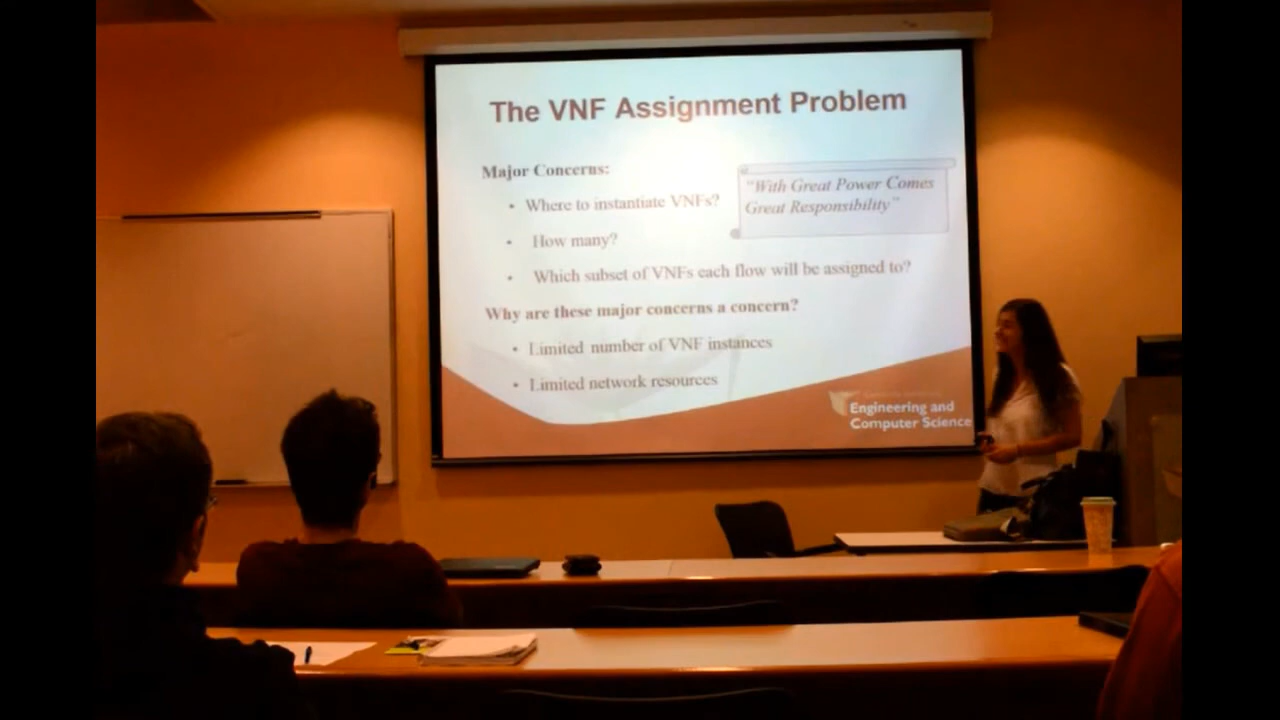 The VNF Assignment Problem
Major Concerns:
• Where to instantiate VNFs?
"With Great Power Comes
Great Responsibility"
• How many?
• Which subset of VNFs each flow will be assigned to?
Why are these major concerns a concern?
• Limited number of VNF instances
• Limited network resources
Engineering and
Computer Science